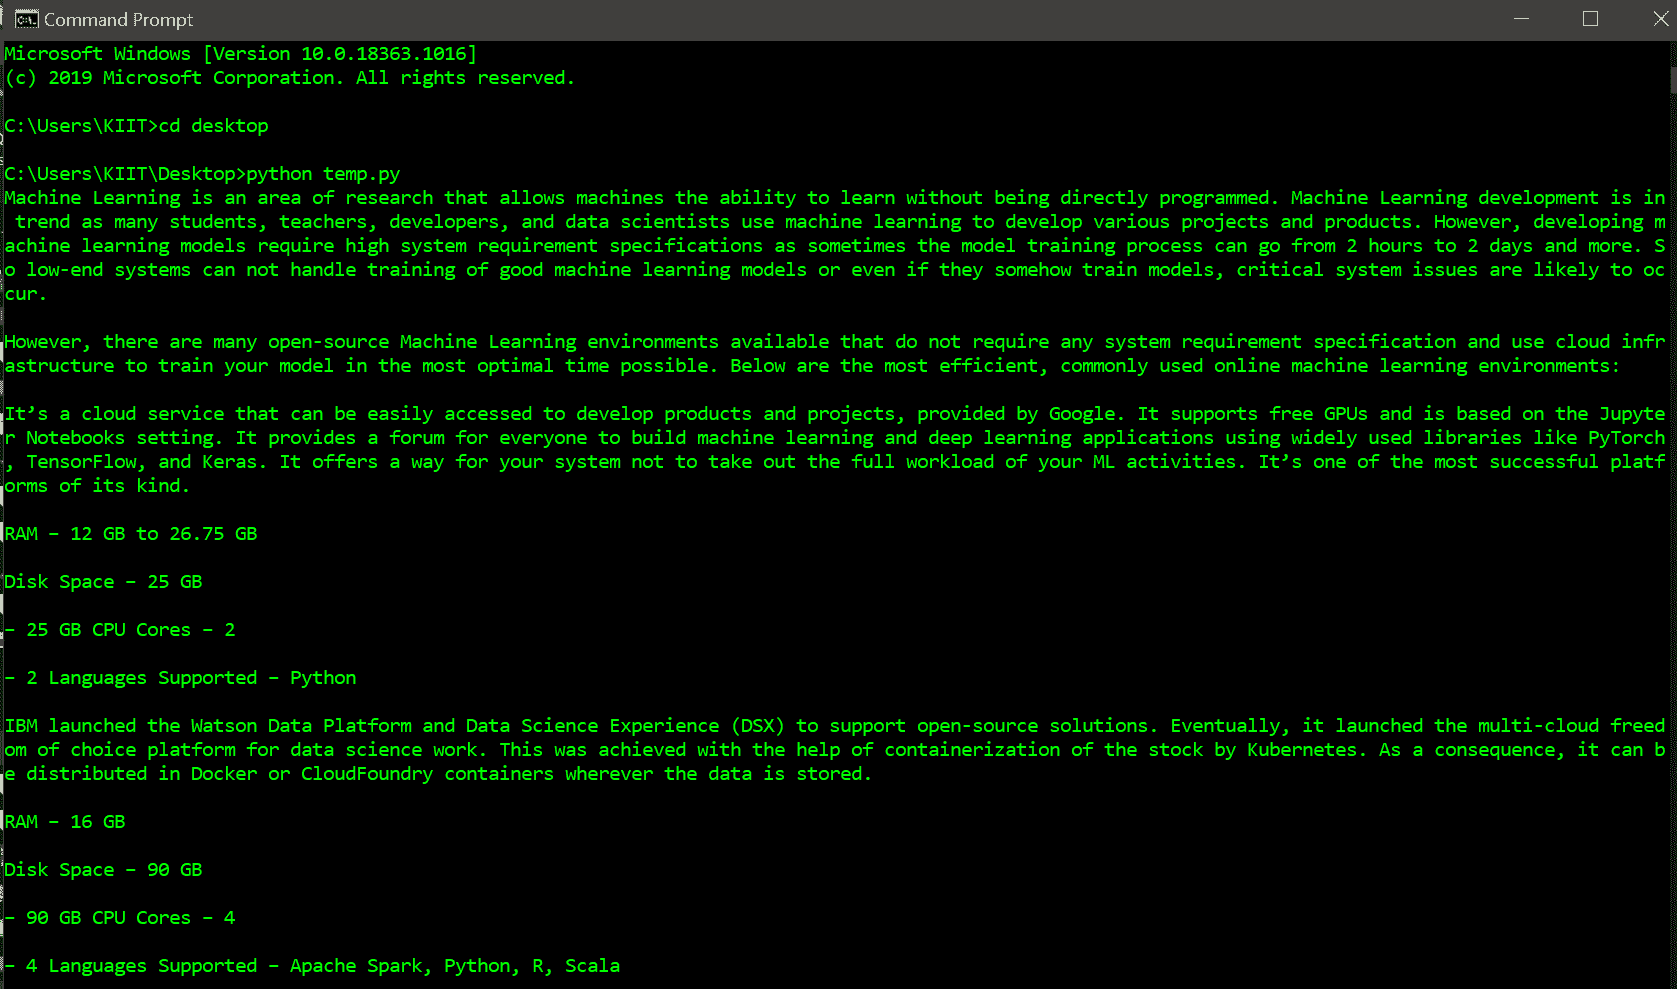 Command Prompt
Microsoft Windows [Version 10.0.18363.1016]
(c) 2019 Microsoft Corporation. All rights reserved.
C:\Users\KIIT>cd desktop
C:\Users\KIIT\Desktop>python temp.py
Machine Learning is an area of research that allows machines the ability to learn without being directly programmed. Machine Learning development is in
 trend as many students, teachers, developers, and data scientists use machine learning to develop various projects and products. However, developing m
achine learning models require high system requirement specifications as sometimes the model training process can go from 2 hours to 2 days and more. S
o low-end systems can not handle training of good machine learning models or even if they somehow train models, critical system issues are likely to oc
cur.
However, there are many open-source Machine Learning environments available that do not require any system requirement specification and use cloud infr
astructure to train your model in the most optimal time possible. Below are the most efficient, commonly used online machine learning environments:
It’s a cloud service that can be easily accessed to develop products and projects, provided by Google. It supports free GPUs and is based on the Jupyte
r Notebooks setting. It provides a forum for everyone to build machine learning and deep learning applications using widely used libraries like PyTorch
, TensorFlow, and Keras. It offers a way for your system not to take out the full workload of your ML activities. It’s one of the most successful platf
orms of its kind.
RAM – 12 GB to 26.75 GB
Disk Space – 25 GB
– 25 GB CPU Cores – 2
– 2 Languages Supported – Python
IBM launched the Watson Data Platform and Data Science Experience (DSX) to support open-source solutions. Eventually, it launched the multi-cloud freed
om of choice platform for data science work. This was achieved with the help of containerization of the stock by Kubernetes. As a consequence, it can b
e distributed in Docker or CloudFoundry containers wherever the data is stored.
RAM – 16 GB
Disk Space – 90 GB
– 90 GB CPU Cores – 4
– 4 Languages Supported – Apache Spark, Python, R, Scala